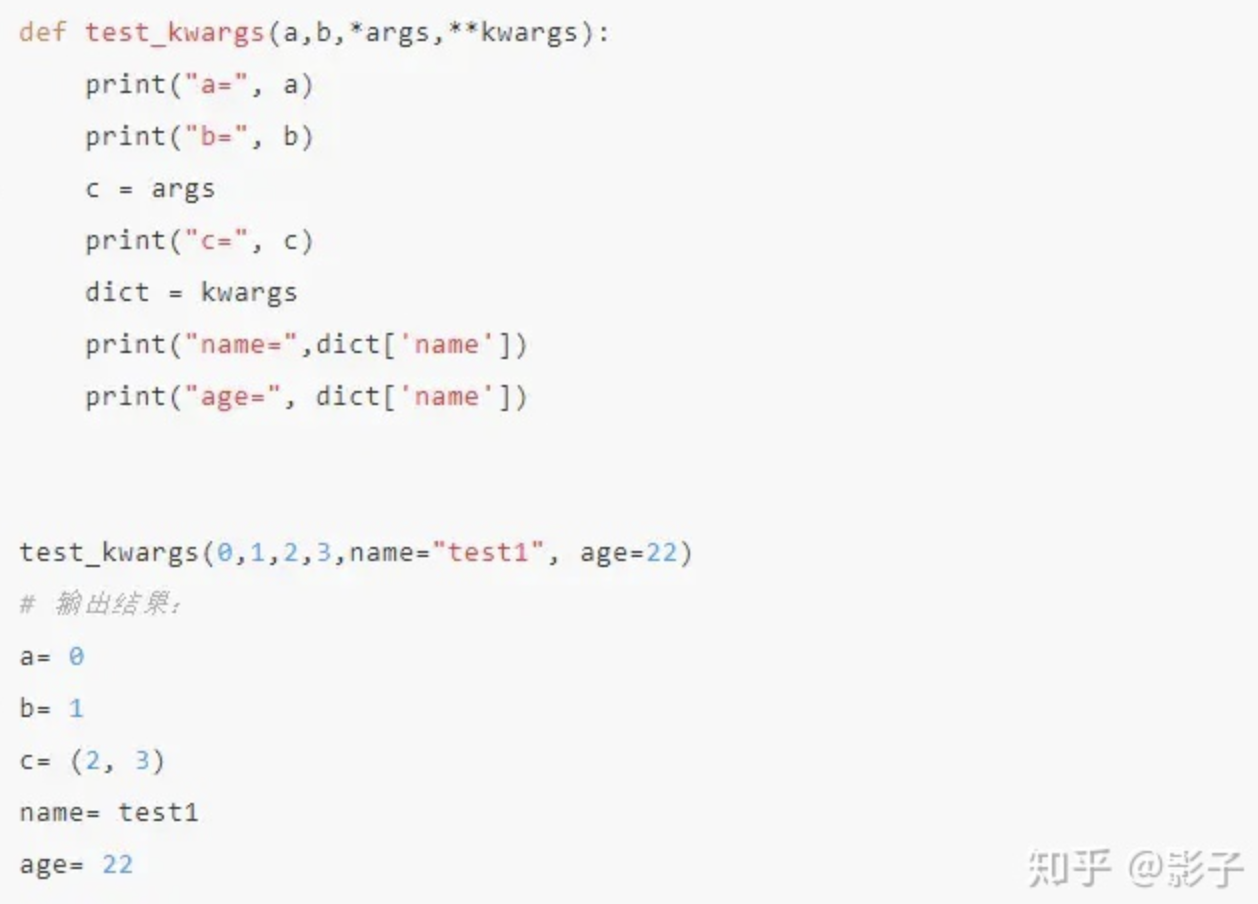 def test_kwargs(a,b,*args,**kwargs):
    print("a=", a)
    print("b=", b)
    c = args
    print("c=", c)
    dict = kwargs
    print("name=",dict['name'])
    print("age=", dict['name'])
test_kwargs(0,1,2,3,name="test1", age=22)
# 输出结果：
a= 0
b= 1
c= (2, 3)
name= test1
age= 22
知乎 @影子